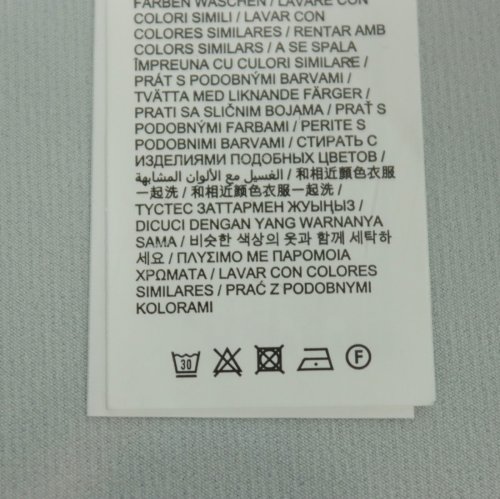 FARBEN WASCHEN / LAVARE CON
COLORI SIMILI / LAVAR CON
COLORES SIMILARES / RENTAR AMB
COLORS SIMILARS / A SE SPALA
ÎMPREUNA CU CULORI SIMILARE /
PRÁT S PODOBNÝMI BARVAMI /
TVÄTTA MED LIKNANDE FÄRGER /
PRATI SA SLIČNIM BOJAMA / PRAŤ S
PODOBNÝMI FARBAMI / PERITE S
PODOBNIMI BARVAMI / СТИРАТЬ С
ИЗДЕЛИЯМИ ПОДОБНЫХ ЦВЕТОВ /
الغسيل مع الألوان المشابهة / 和相近颜色衣服
一起洗 / 和相近顏色衣服一起洗 /
ТҮСТЕС ЗАТТАРМЕН ЖУЫҢЫЗ /
DICUCI DENGAN YANG WARNANYA
SAMA / 비슷한 색상의 옷과 함께 세탁하
세요 / ΠΛΥΣΙΜΟ ΜΕ ΠΑΡΟΜΟΙΑ
ΧΡΩΜΑΤΑ / LAVAR CON COLORES
SIMILARES / PRAĆ Z PODOBNYMI
KOLORAMI
30 F